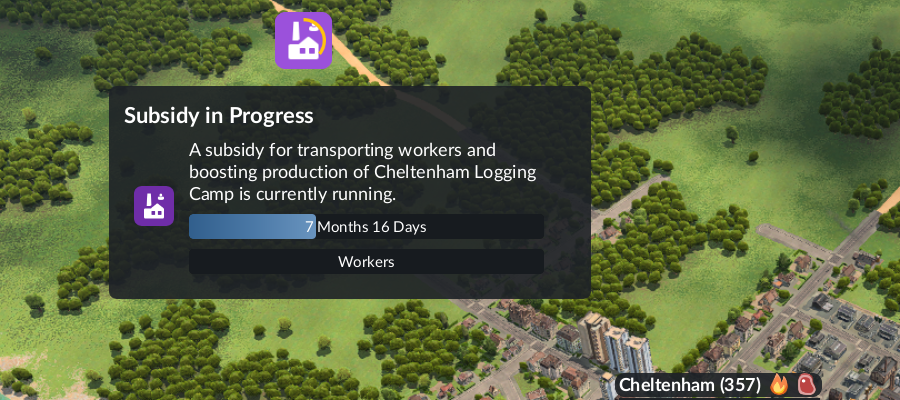 Subsidy in Progress
A subsidy for transporting workers and
boosting production of Cheltenham Logging
Camp is currently running.
7 Months 16 Days
Workers
Cheltenham (357)